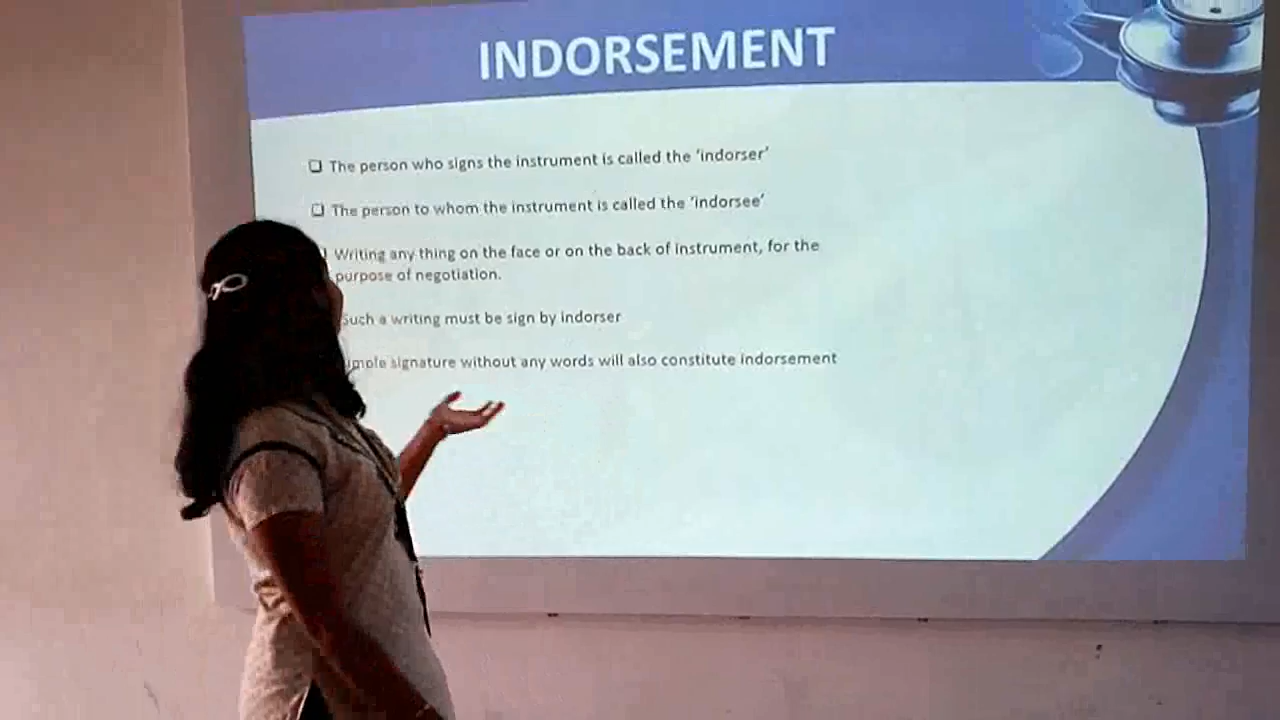 INDORSEMENT
The person who signs the instrument is called the ‘indorser’
The person to whom the instrument is called the ‘indorsee’
Writing any thing on the face or on the back of instrument, for the
purpose of negotiation.
Such a writing must be sign by indorser
signature without any words will also constitute indorsement